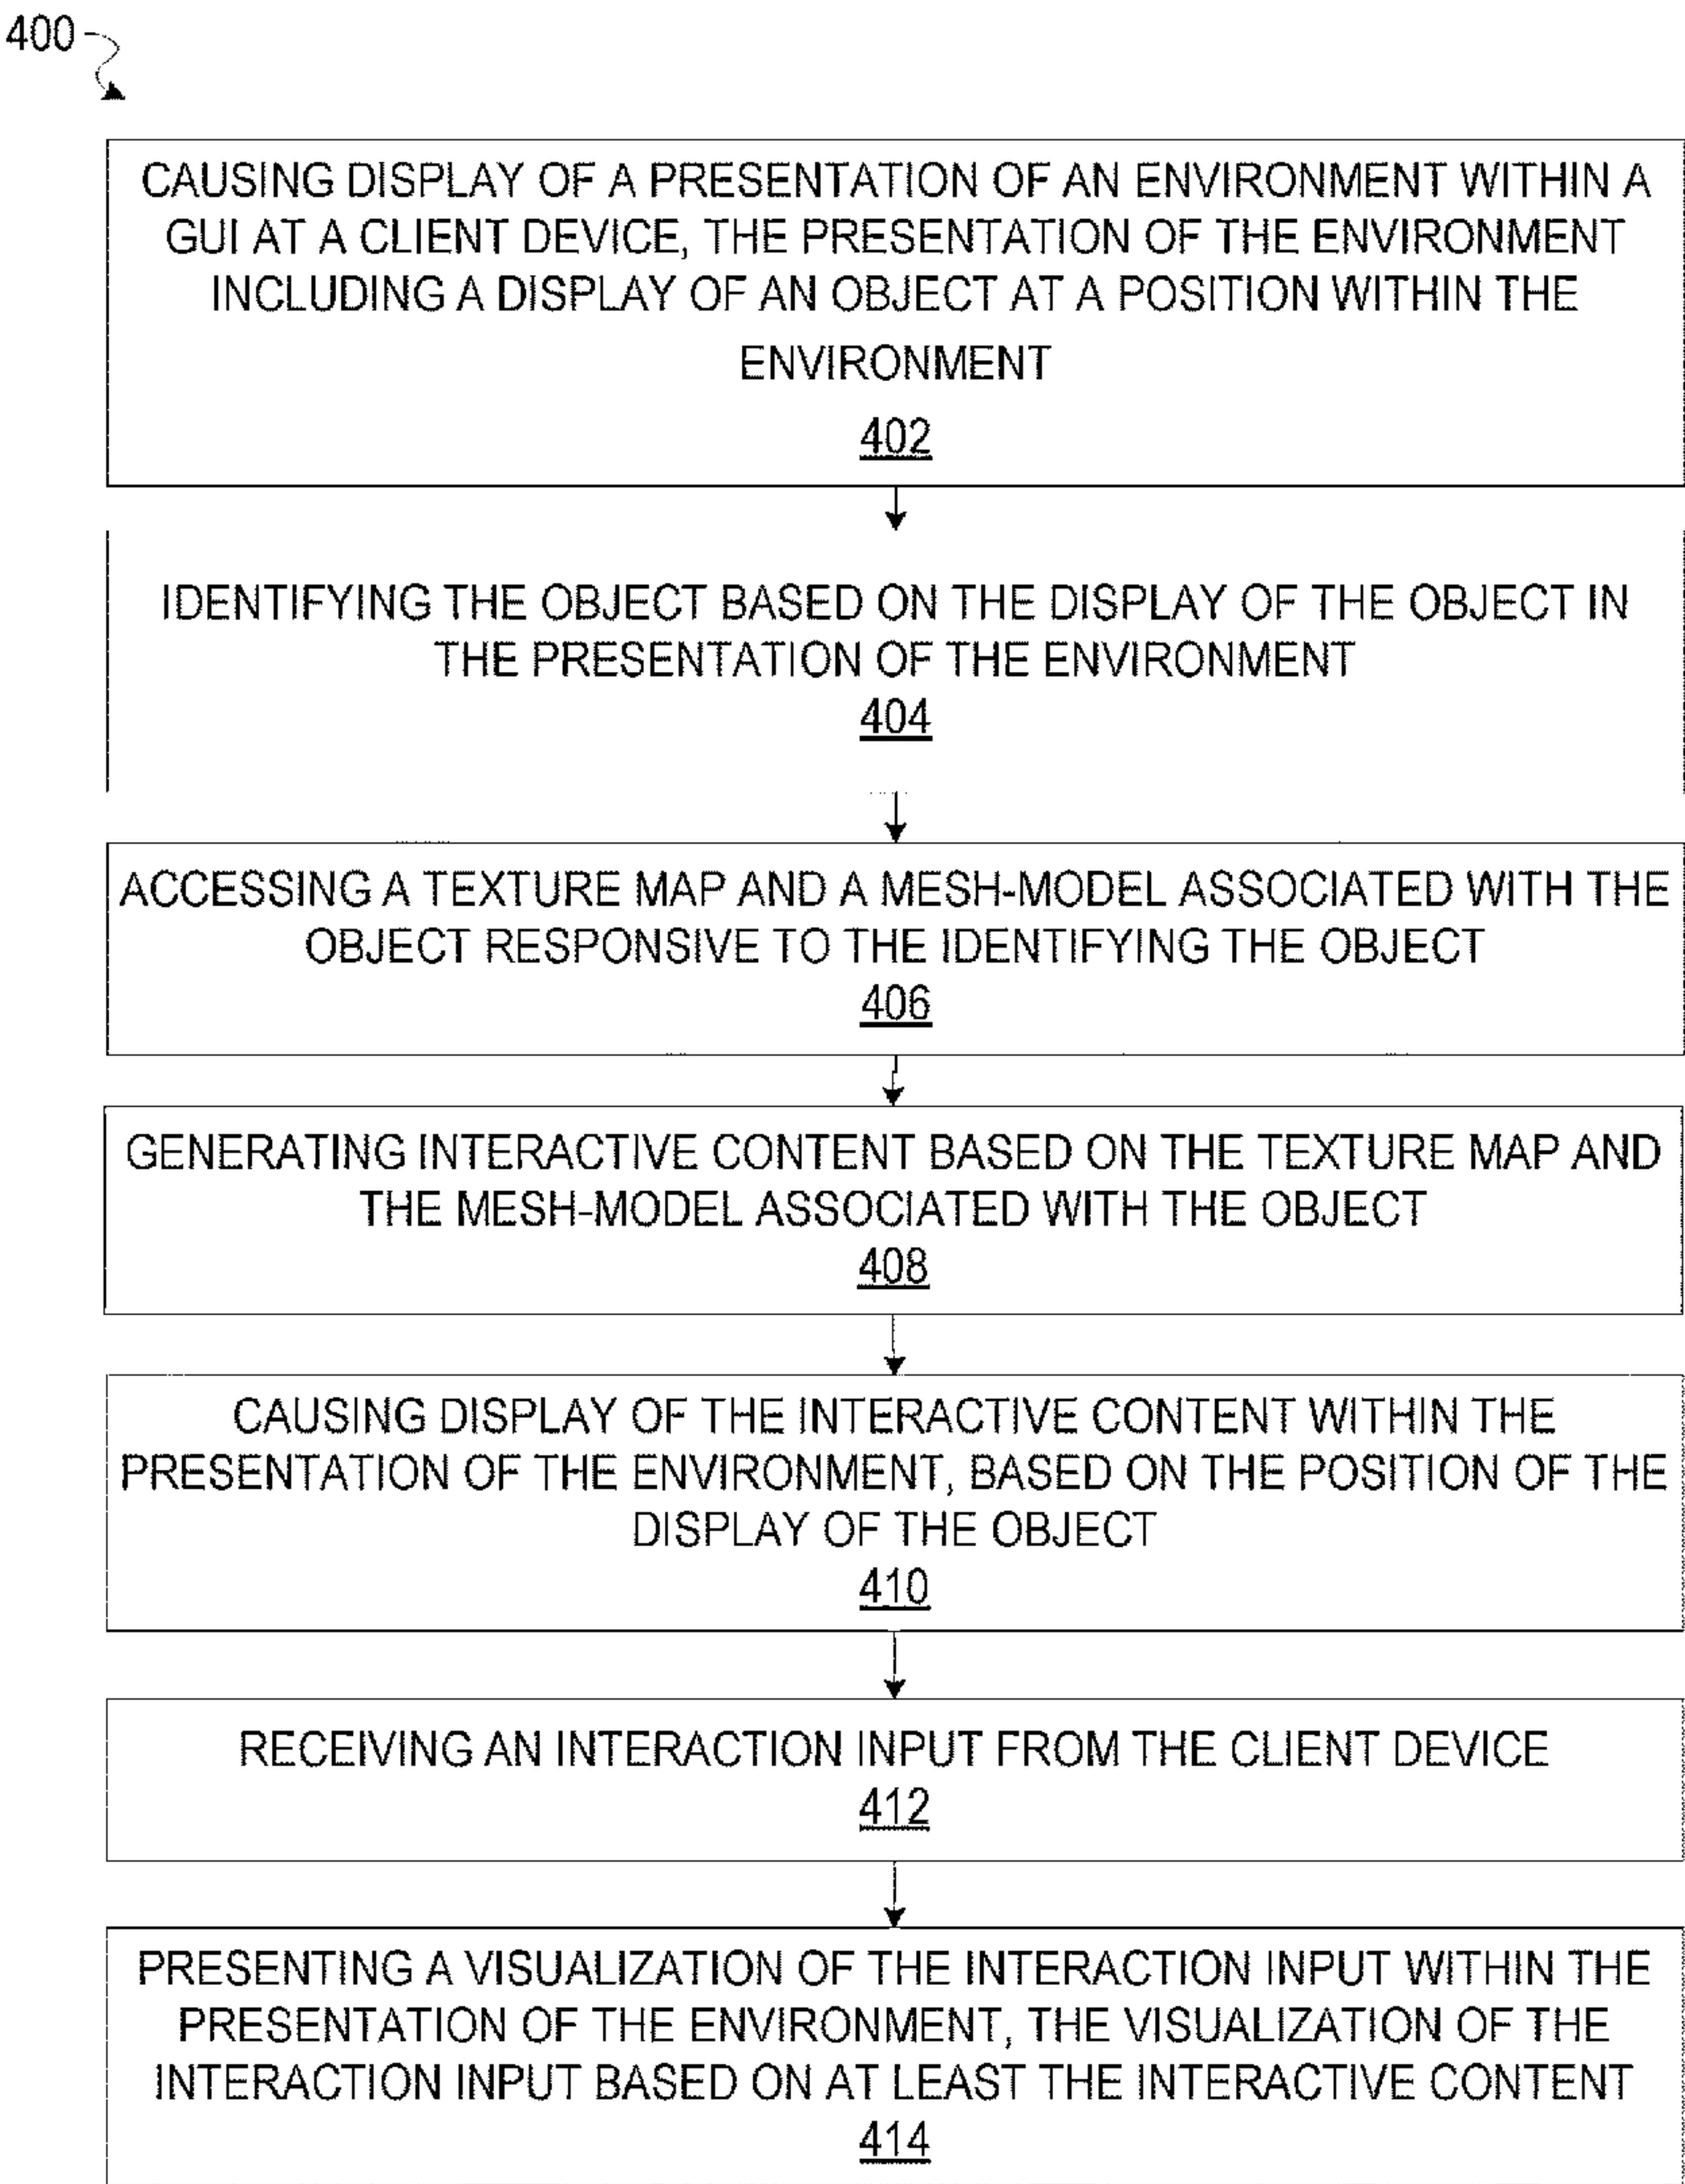 400
CAUSING DISPLAY OF A PRESENTATION OF AN ENVIRONMENT WITHIN A
GUI AT A CLIENT DEVICE, THE PRESENTATION OF THE ENVIRONMENT
INCLUDING A DISPLAY OF AN OBJECT AT A POSITION WITHIN THE
ENVIRONMENT
402
IDENTIFYING THE OBJECT BASED ON THE DISPLAY OF THE OBJECT IN
THE PRESENTATION OF THE ENVIRONMENT
404
ACCESSING A TEXTURE MAP AND A MESH-MODEL ASSOCIATED WITH THE
OBJECT RESPONSIVE TO THE IDENTIFYING THE OBJECT
406
GENERATING INTERACTIVE CONTENT BASED ON THE TEXTURE MAP AND
THE MESH-MODEL ASSOCIATED WITH THE OBJECT
408
CAUSING DISPLAY OF THE INTERACTIVE CONTENT WITHIN THE
PRESENTATION OF THE ENVIRONMENT, BASED ON THE POSITION OF THE
DISPLAY OF THE OBJECT
410
RECEIVING AN INTERACTION INPUT FROM THE CLIENT DEVICE
412
PRESENTING A VISUALIZATION OF THE INTERACTION INPUT WITHIN THE
PRESENTATION OF THE ENVIRONMENT, THE VISUALIZATION OF THE
INTERACTION INPUT BASED ON AT LEAST THE INTERACTIVE CONTENT
414